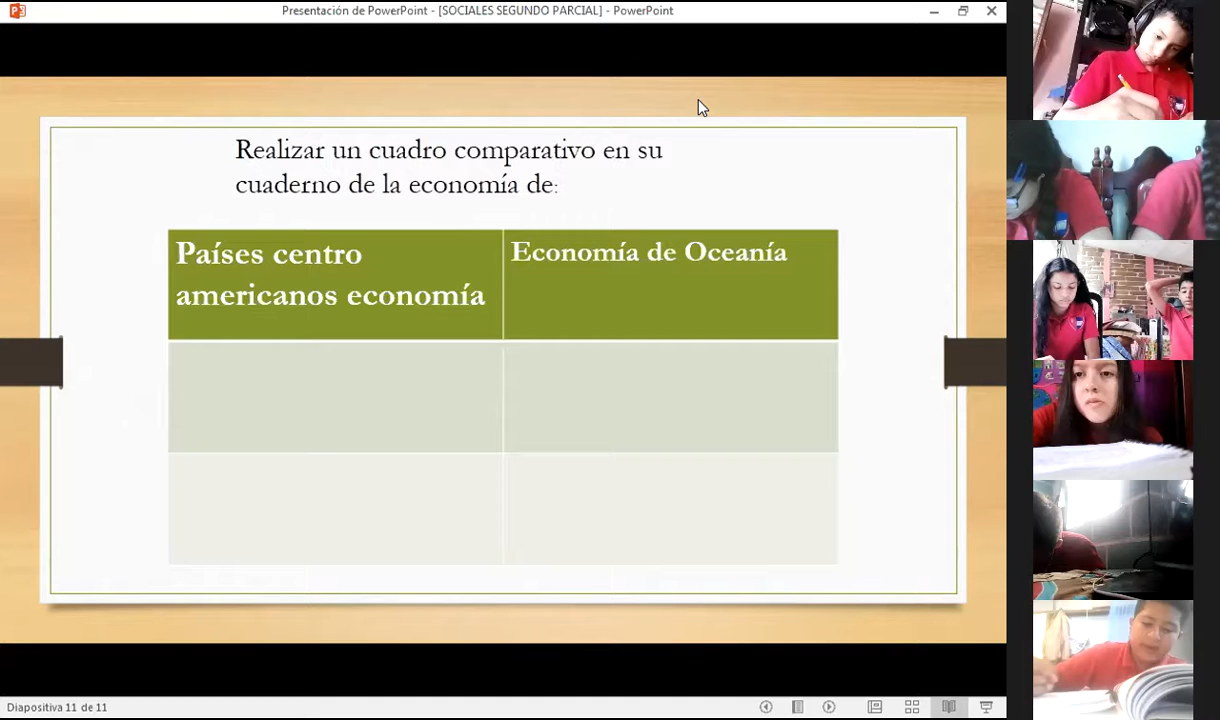 Presentación de PowerPoint - [SOCIALES SEGUNDO PARCIAL] - PowerPoint
Realizar un cuadro comparativo en su
cuaderno de la economía de:
Países centro
americanos economía
Economía de Oceanía
Diapositiva 11 de 11